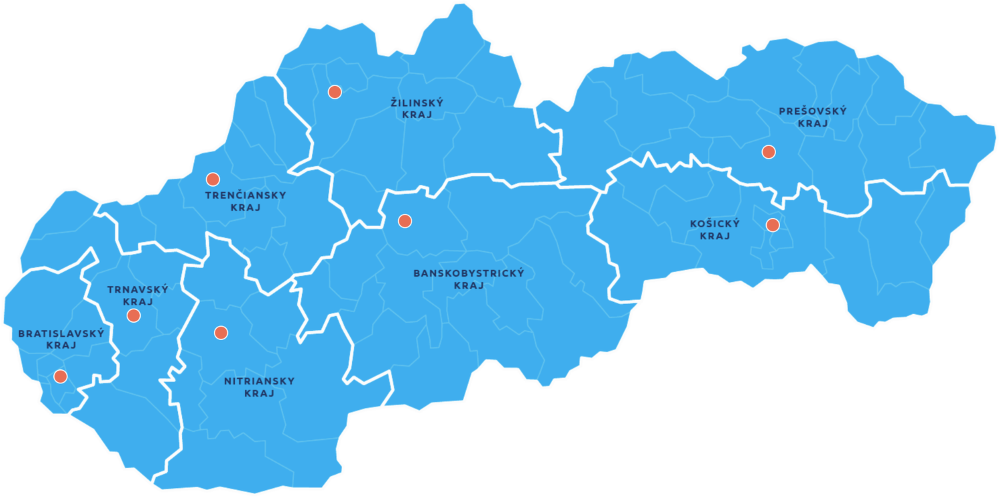 ŽILINSKÝ
KRAJ
PREŠOVSKÝ
KRAJ
TRENČIANSKY
KRAJ
KOŠICKÝ
KRAJ
BANSKOBYSTRICKÝ
KRAJ
TRNAVSKÝ
KRAJ
BRATISLAVSKÝ
KRAJ
NITRIANSKY
KRAJ